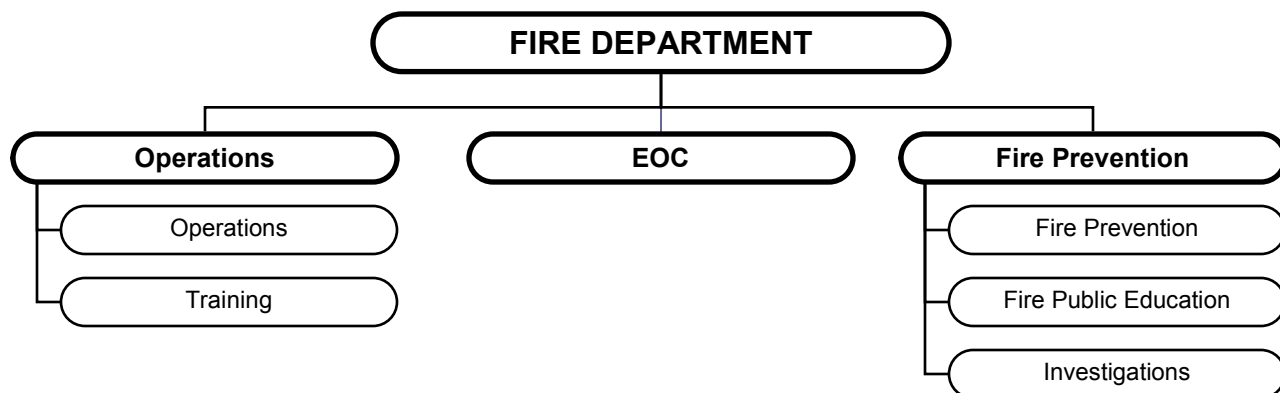 FIRE DEPARTMENT
Operations
EOC
Fire Prevention
Operations
Fire Prevention
Training
Fire Public Education
Investigations